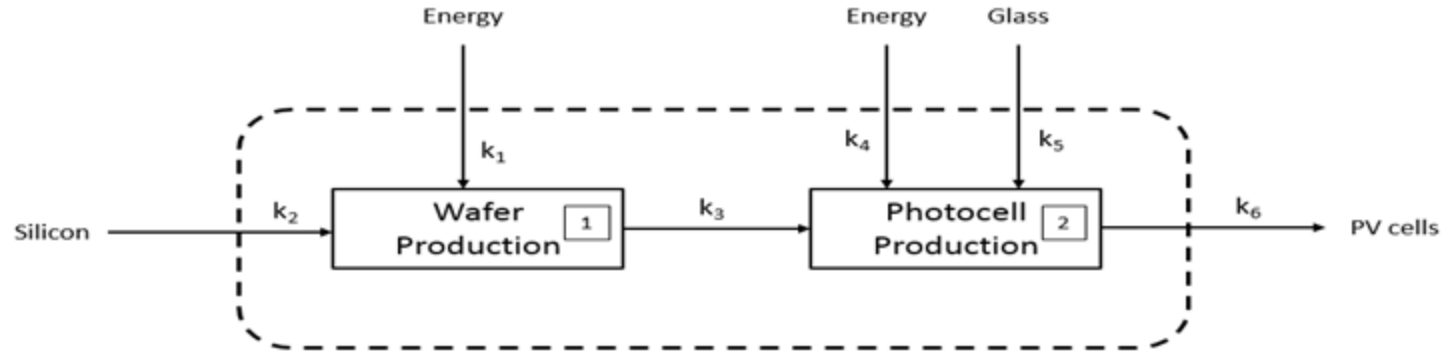 Energy
Energy
Glass
k₁
k₄
k₅
Silicon
k₂
Wafer
Production
1
k₃
Photocell
Production
2
k₆
PV cells